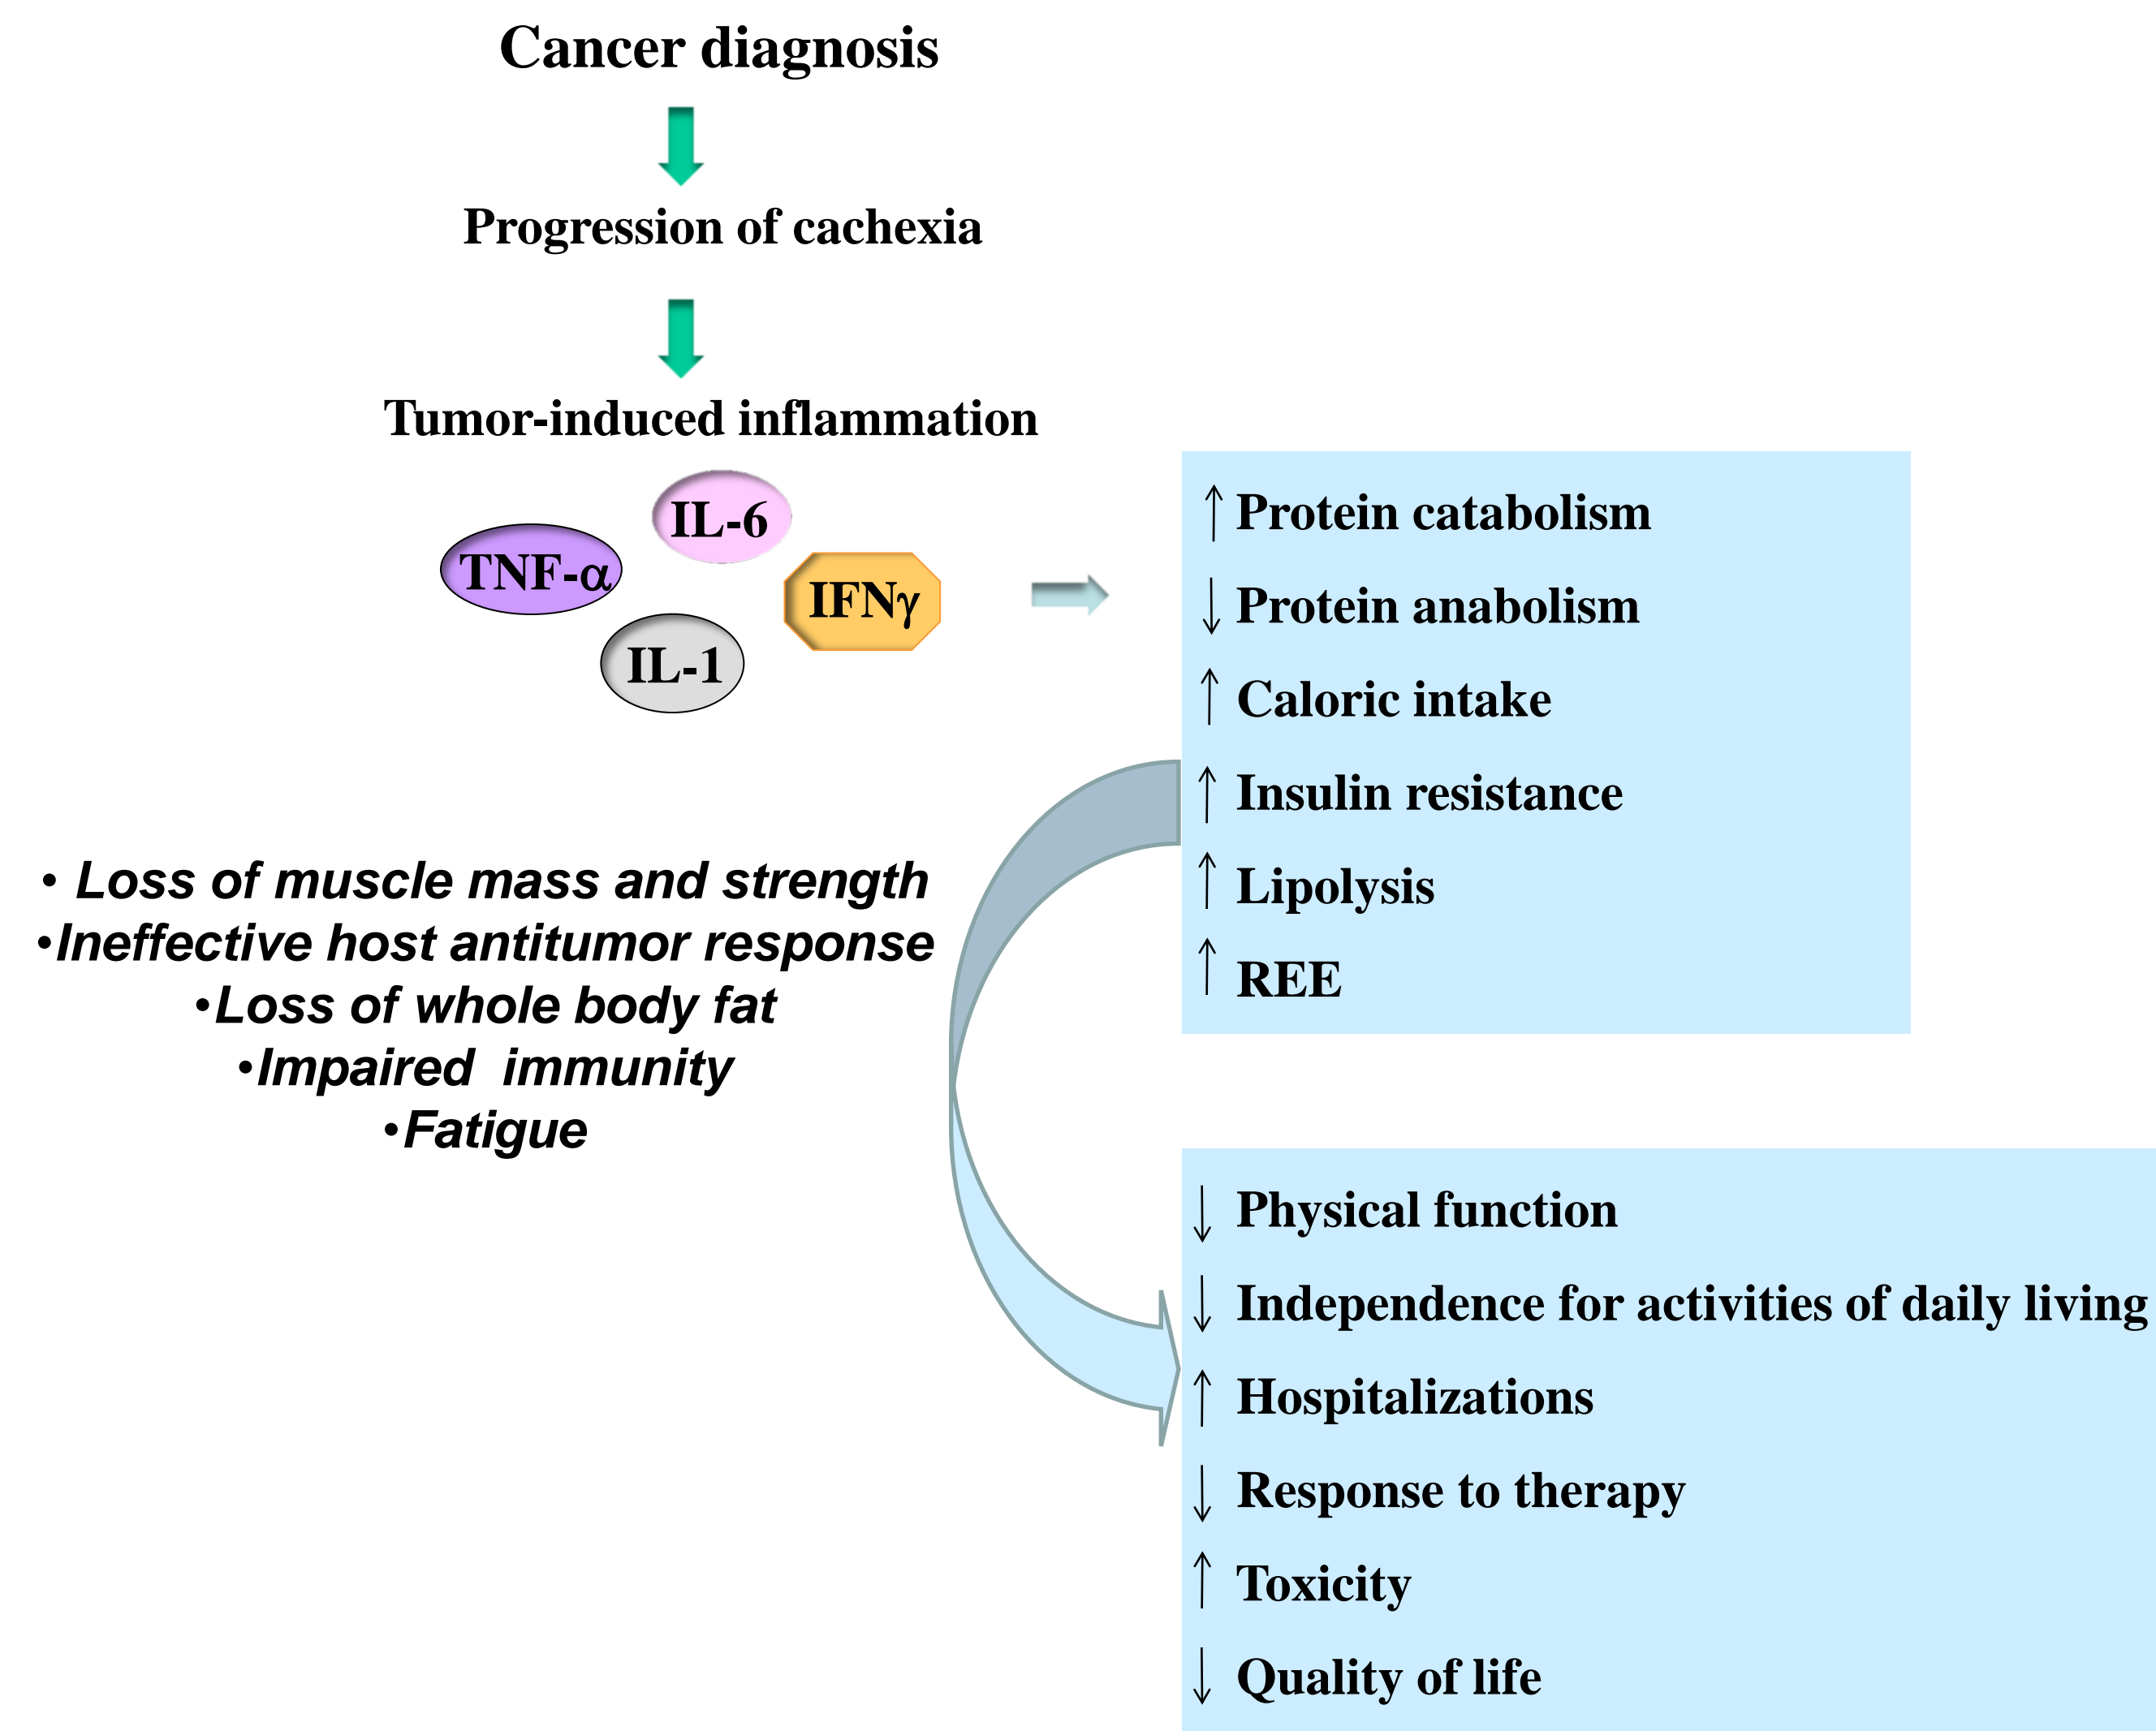 Cancer diagnosis
Progression of cachexia
Tumor-induced inflammation
IL-6
TNF-α
IFNγ
IL-1
↑ Protein catabolism
↓ Protein anabolism
↑ Caloric intake
↑ Insulin resistance
↑ Lipolysis
↑ REE
• Loss of muscle mass and strength
•Ineffective host antitumor response
•Loss of whole body fat
•Impaired immunity
•Fatigue
↓ Physical function
↓ Independence for activities of daily living
↑ Hospitalizations
↓ Response to therapy
↑ Toxicity
↓ Quality of life